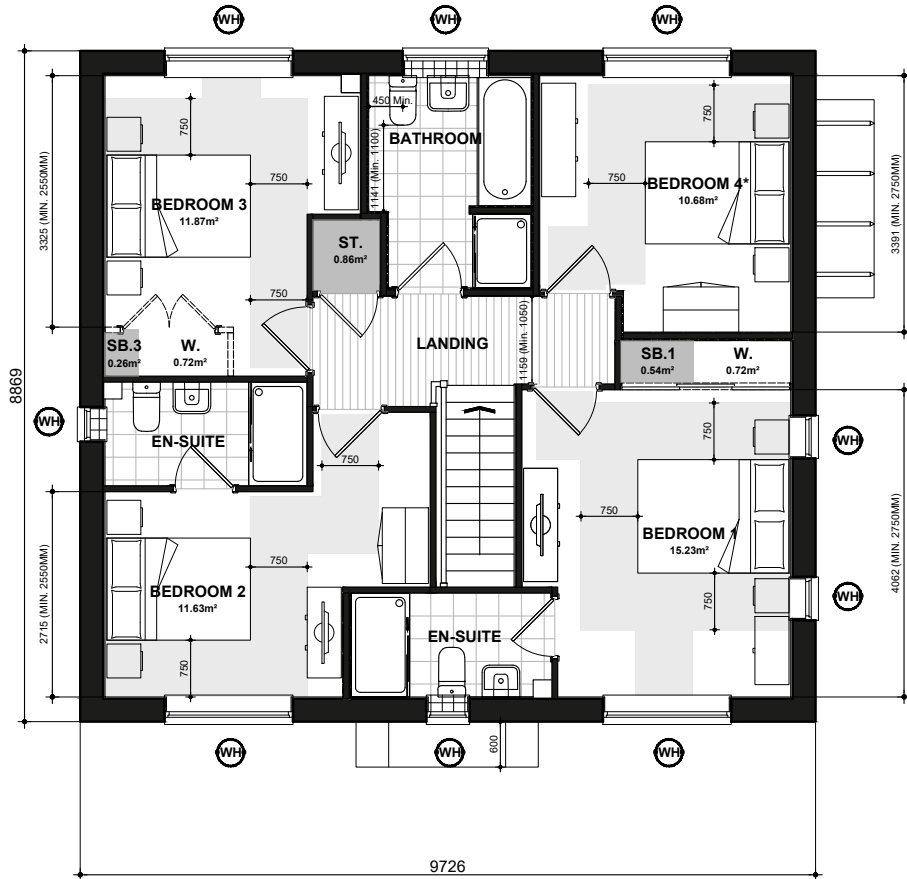 WH
WH
WH
450 Min.
750
BATHROOM
1141 (Min. 1100)
750
3325 (MIN. 2550MM)
750
BEDROOM 3
11.87m²
750
BEDROOM 4*
10.68m²
3391 (MIN. 2750MM)
ST.
0.86m²
750
LANDING
1159 (Min. 1050)
SB.3
0.26m²
W.
0.72m²
SB.1
0.54m²
W.
0.72m²
8869
WH
EN-SUITE
750
WH
750
750
BEDROOM 1
15.23m²
4062 (MIN. 2750MM)
2715 (MIN. 2550MM)
750
BEDROOM 2
11.63m²
750
WH
EN-SUITE
750
600
WH
WH
WH
9726